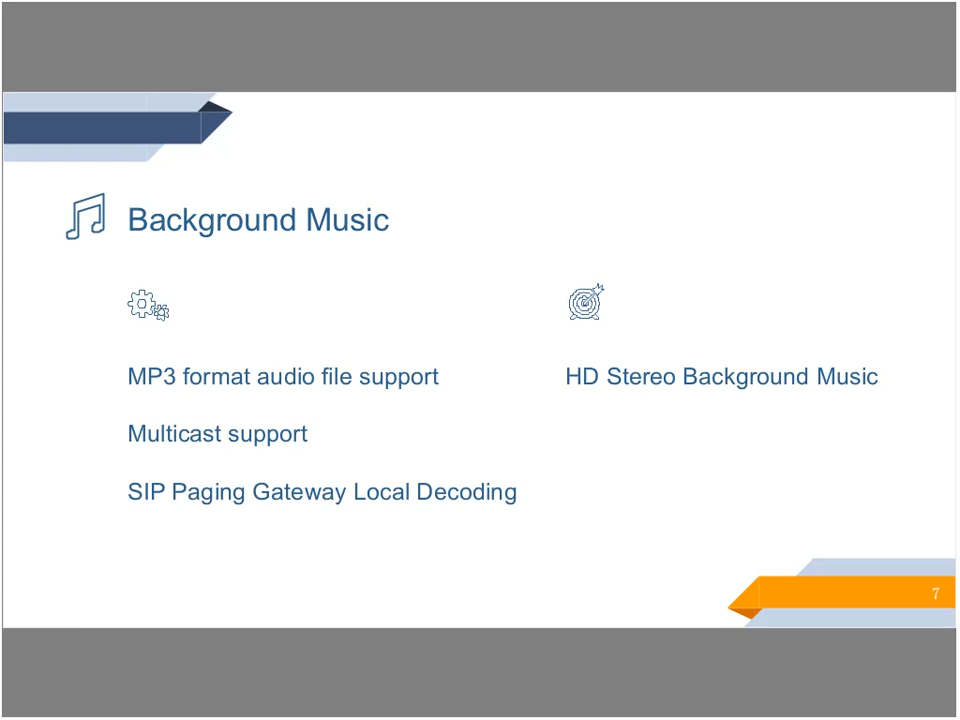 Background Music
MP3 format audio file support
Multicast support
SIP Paging Gateway Local Decoding
HD Stereo Background Music
7